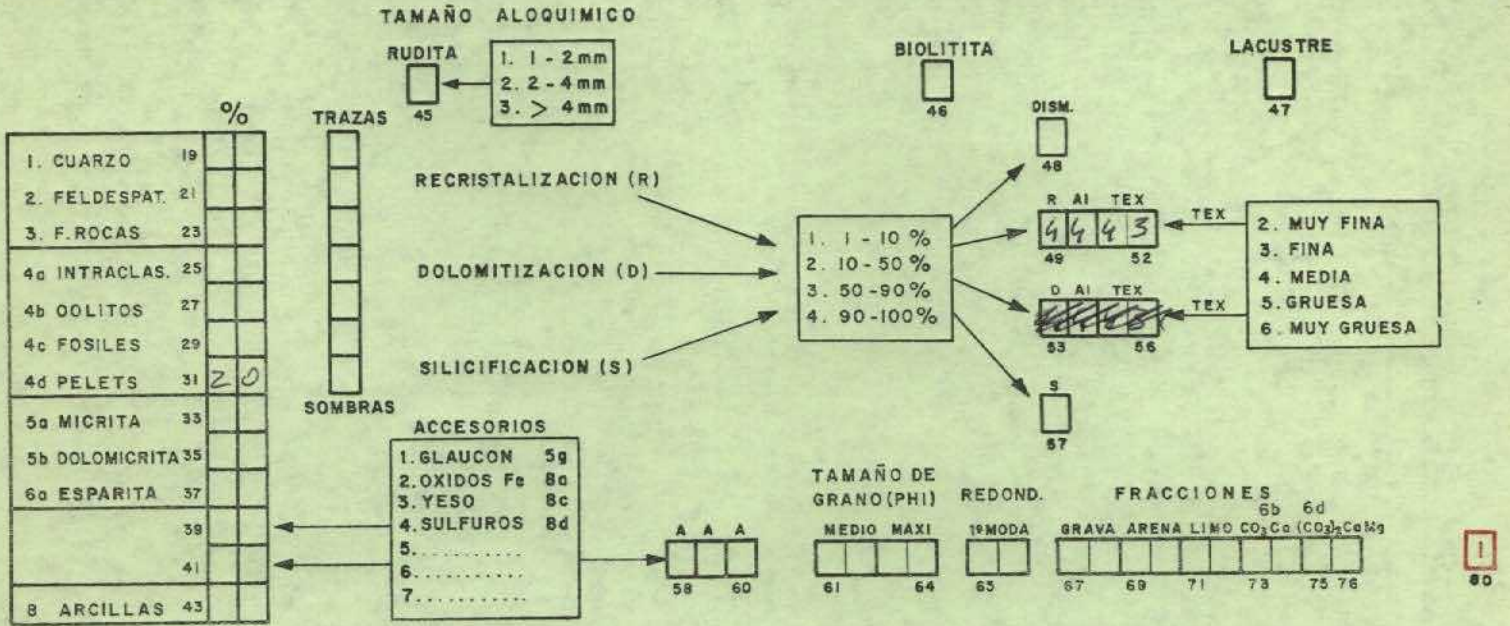 TAMAÑO ALOQUIMICO
RUDITA
45
1. 1 - 2 mm
2. 2 - 4 mm
3. > 4 mm
BIOLITITA
46
LACUSTRE
47
%
1. CUARZO 19
2. FELDESPAT. 21
3. F. ROCAS 23
4a INTRACLAS. 25
4b OOLITOS 27
4c FOSILES 29
4d PELETS 31 2 0
5a MICRITA 33
5b DOLOMICRITA 35
6a ESPARITA 37
39
41
8 ARCILLAS 43
TRAZAS
SOMBRAS
RECRISTALIZACION (R)
DOLOMITIZACION (D)
SILICIFICACION (S)
1. 1 - 10 %
2. 10 - 50 %
3. 50 - 90 %
4. 90 - 100 %
DISM.
48
R AI TEX
4 4 4 3
49 52
TEX
D AI TEX
53 56
TEX
S
57
2. MUY FINA
3. FINA
4. MEDIA
5. GRUESA
6. MUY GRUESA
ACCESORIOS
1. GLAUCON 5g
2. OXIDOS Fe 8a
3. YESO 8c
4. SULFUROS 8d
5...........
6...........
7...........
A A A
58 60
TAMAÑO DE
GRANO (PHI)
MEDIO MAXI
61 64
REDOND.
1º MODA
65
FRACCIONES
6b 6d
GRAVA ARENA LIMO CO3Ca (CO3)2CaMg
67 69 71 73 75 76
1
80